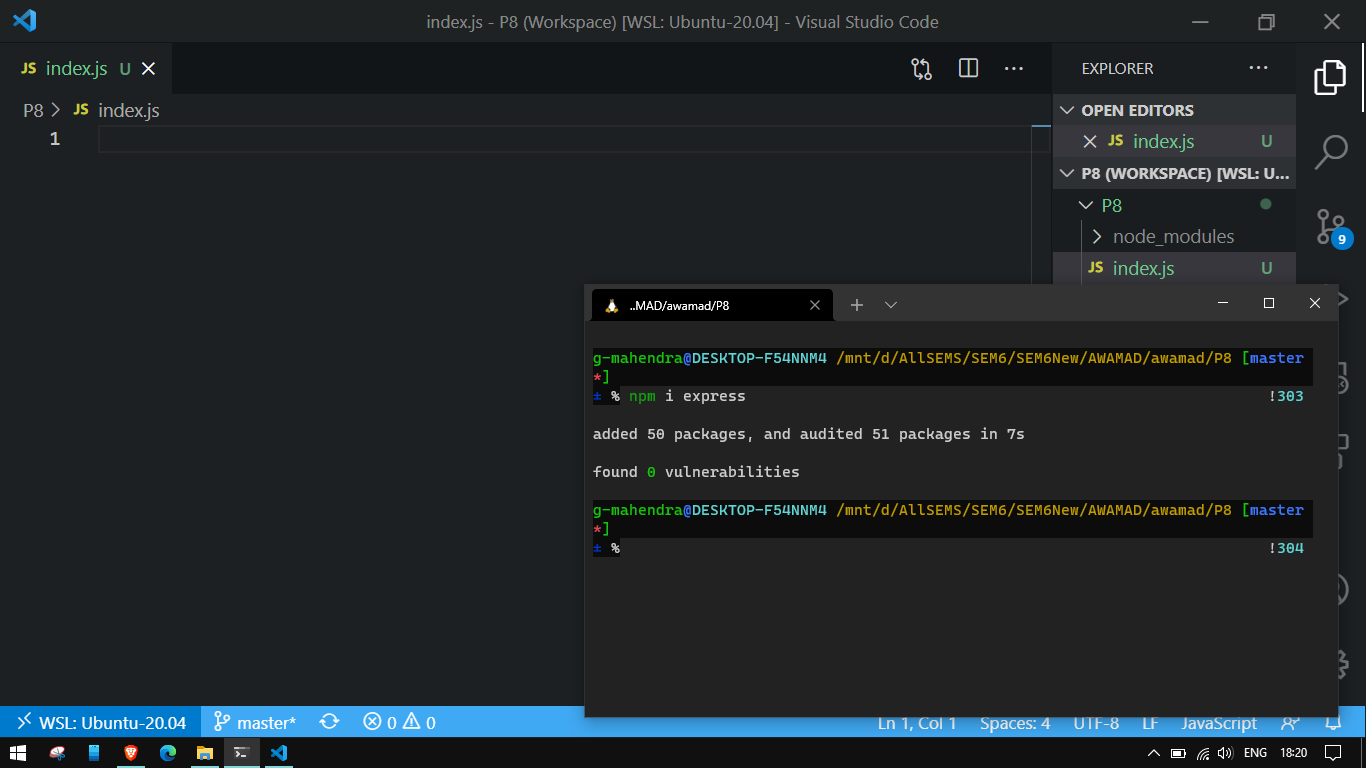 index.js - P8 (Workspace) [WSL: Ubuntu-20.04] - Visual Studio Code
JS index.js U
P8 > JS index.js
1
EXPLORER
OPEN EDITORS
JS index.js U
P8 (WORKSPACE) [WSL: U...
P8
node_modules
JS index.js U
9
..MAD/awamad/P8
g-mahendra@DESKTOP-F54NNM4 /mnt/d/AllSEMS/SEM6/SEM6New/AWAMAD/awamad/P8 [master
*]
± % npm i express !303
added 50 packages, and audited 51 packages in 7s
found 0 vulnerabilities
g-mahendra@DESKTOP-F54NNM4 /mnt/d/AllSEMS/SEM6/SEM6New/AWAMAD/awamad/P8 [master
*]
± % !304
WSL: Ubuntu-20.04 master* 0 0 Ln 1, Col 1 Spaces: 4 UTF-8 LF JavaScript
ENG 18:20